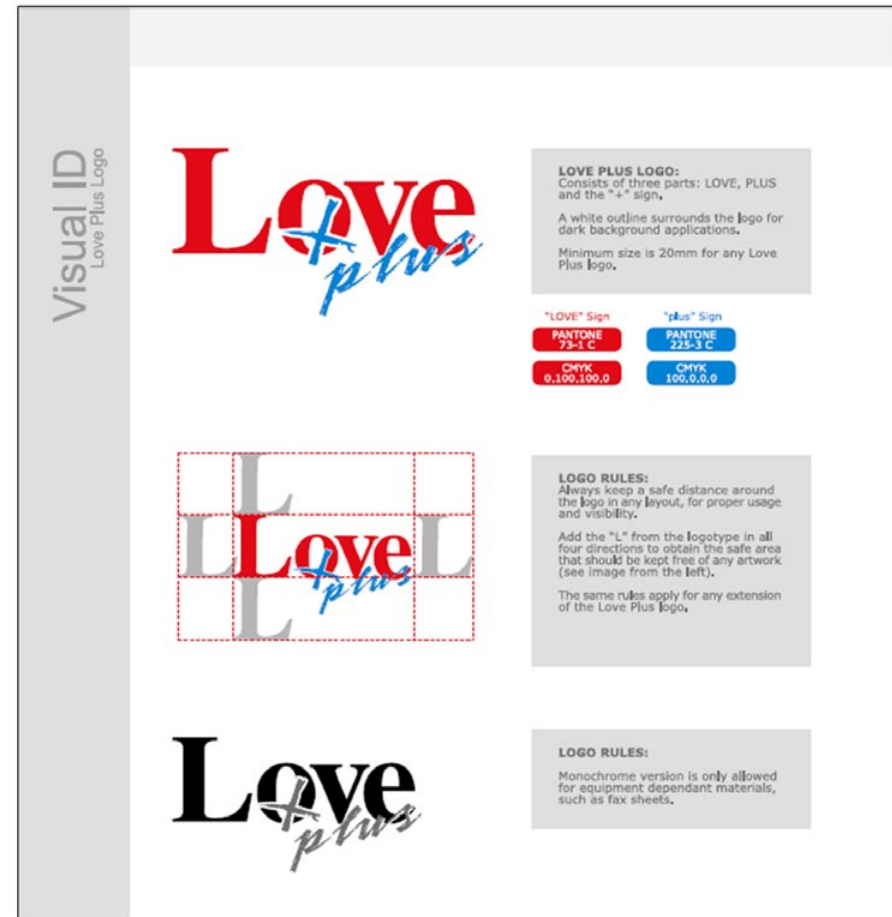 Visual ID
Love Plus Logo
Love
+
plus
LOVE PLUS LOGO:
Consists of three parts: LOVE, PLUS
and the "+" sign.
A white outline surrounds the logo for
dark background applications.
Minimum size is 20mm for any Love
Plus logo.
"LOVE" Sign
PANTONE
73-1 C
CMYK
0,100,100,0
"plus" Sign
PANTONE
225-3 C
CMYK
100,0,0,0
L
L
Love
+
plus
L
L
LOGO RULES:
Always keep a safe distance around
the logo in any layout, for proper usage
and visibility.
Add the "L" from the logotype in all
four directions to obtain the safe area
that should be kept free of any artwork
(see image from the left).
The same rules apply for any extension
of the Love Plus logo.
Love
+
plus
LOGO RULES:
Monochrome version is only allowed
for equipment dependant materials,
such as fax sheets.